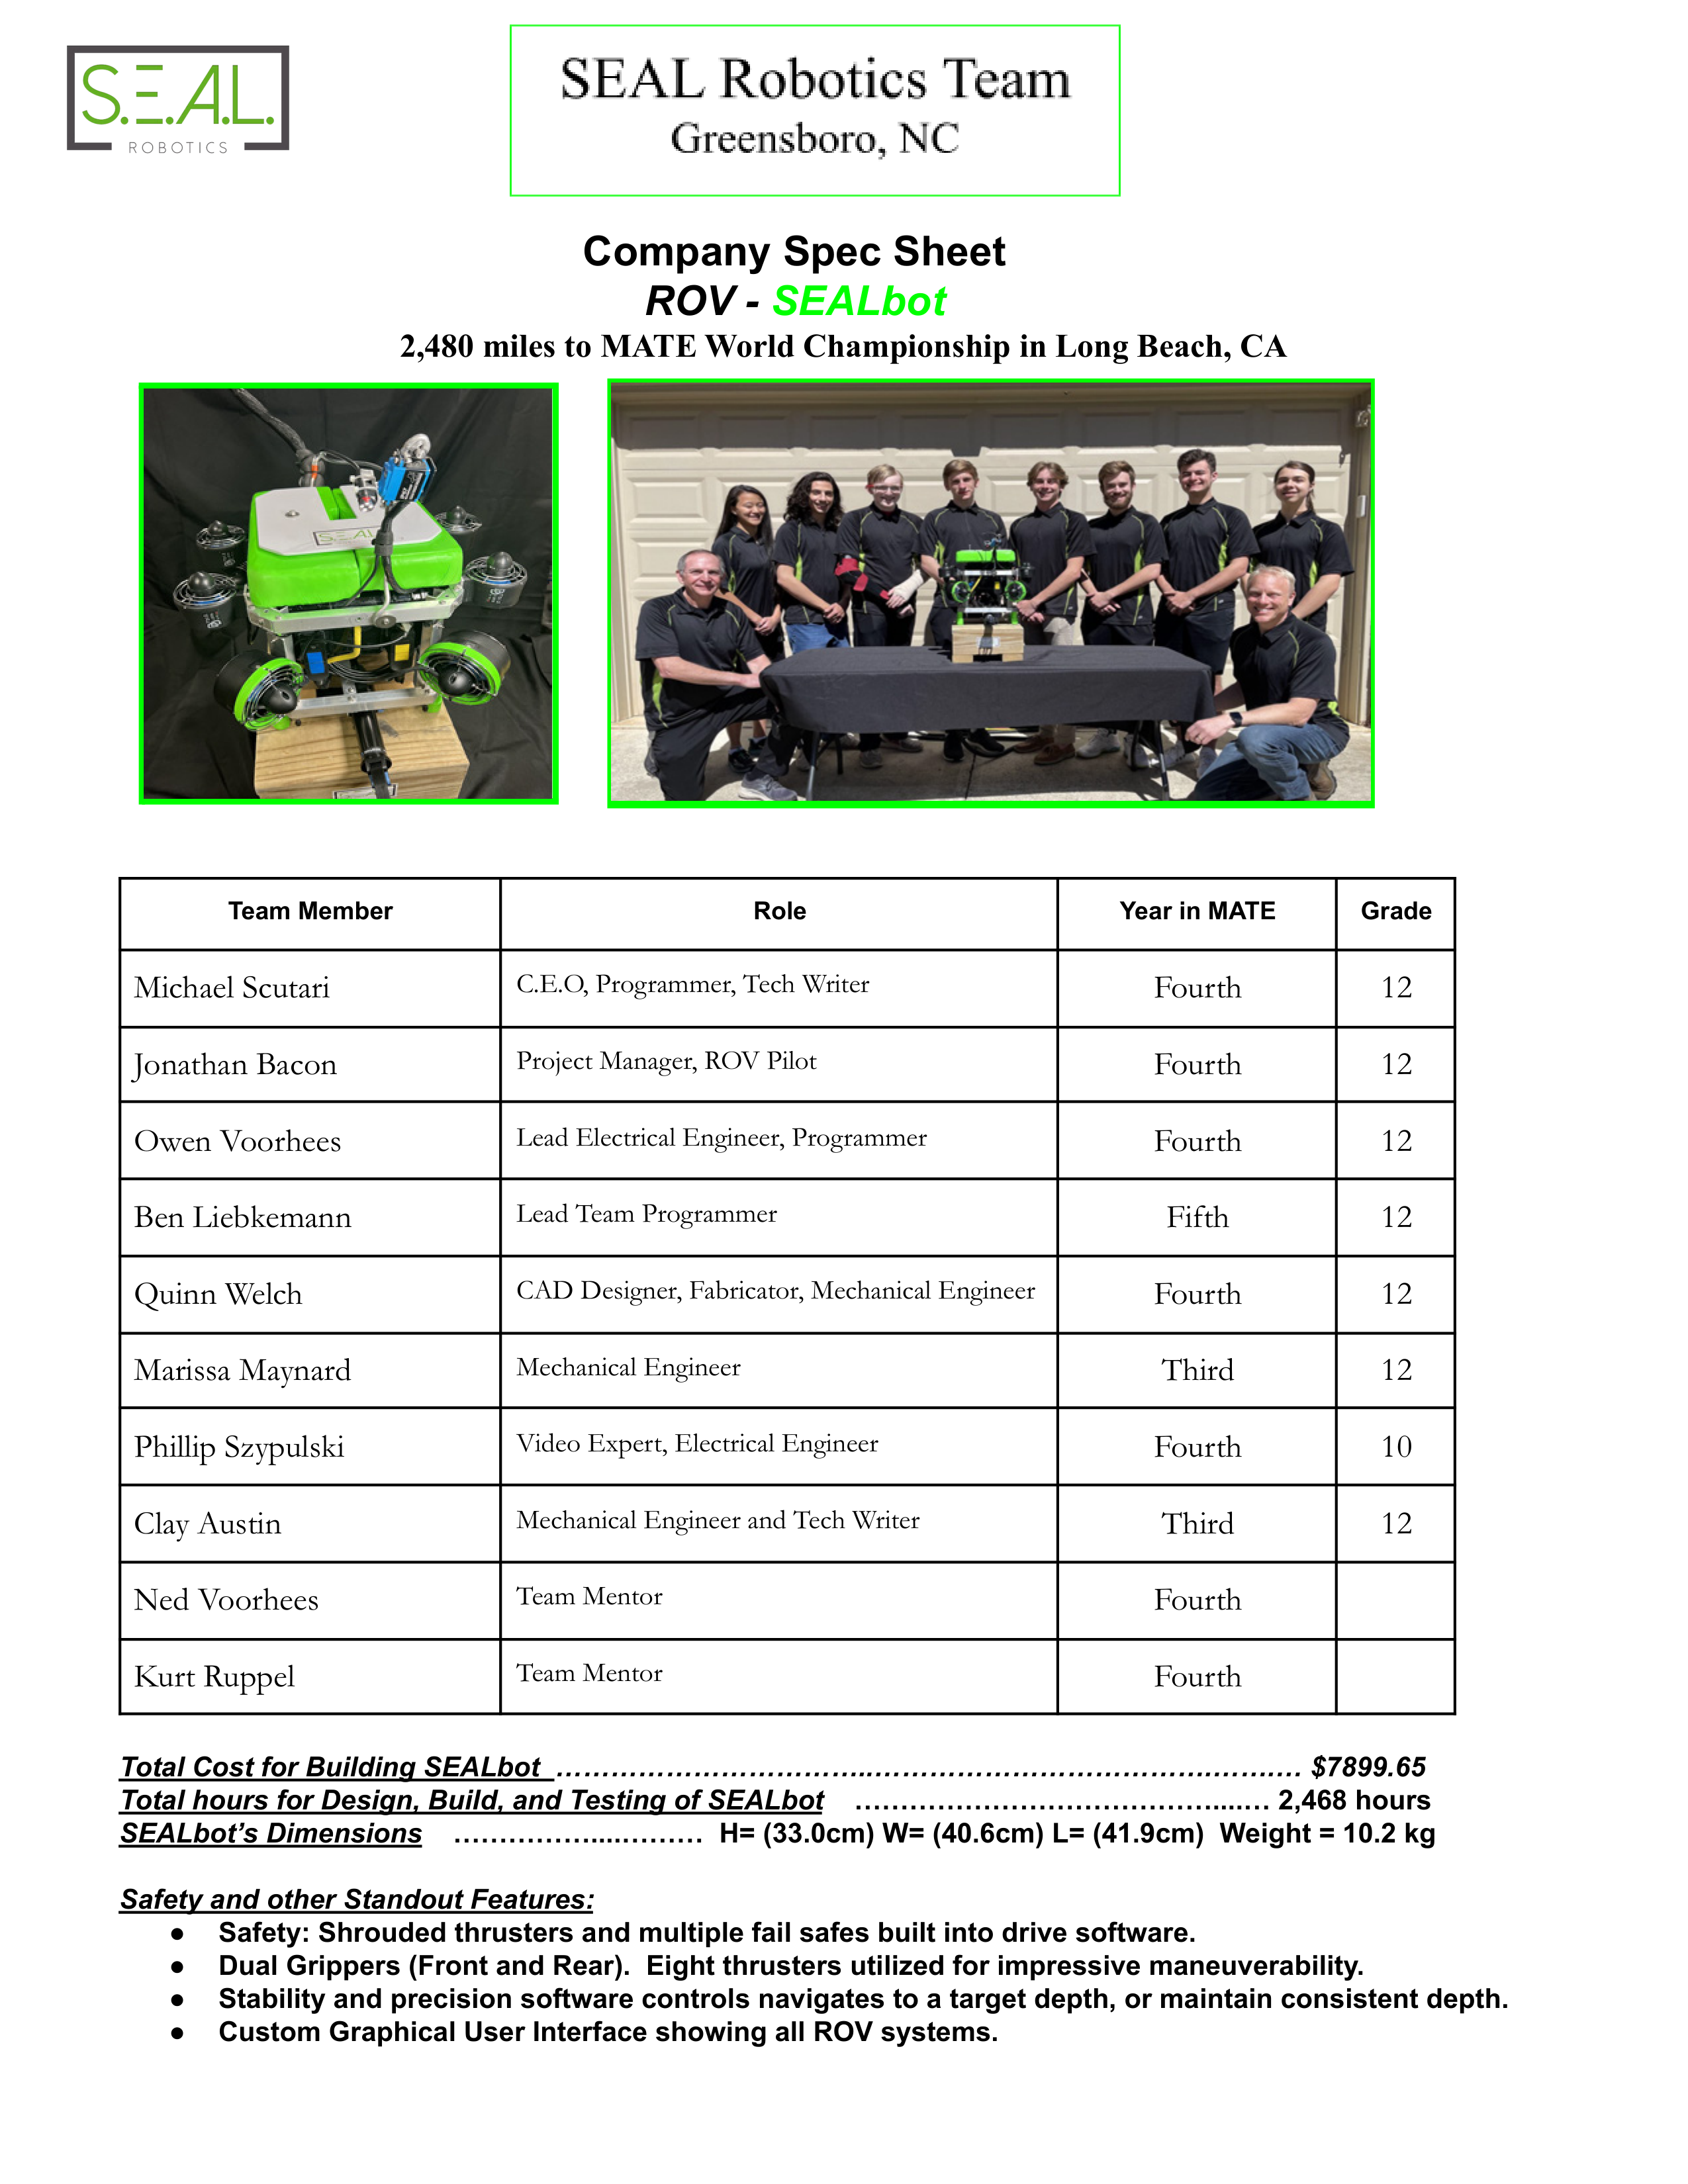 S.E.A.L.
ROBOTICS
SEAL Robotics Team
Greensboro, NC
Company Spec Sheet
ROV - SEALbot
2,480 miles to MATE World Championship in Long Beach, CA
SEAL
Team Member Role Year in MATE Grade
Michael Scutari C.E.O, Programmer, Tech Writer Fourth 12
Jonathan Bacon Project Manager, ROV Pilot Fourth 12
Owen Voorhees Lead Electrical Engineer, Programmer Fourth 12
Ben Liebkemann Lead Team Programmer Fifth 12
Quinn Welch CAD Designer, Fabricator, Mechanical Engineer Fourth 12
Marissa Maynard Mechanical Engineer Third 12
Phillip Szypulski Video Expert, Electrical Engineer Fourth 10
Clay Austin Mechanical Engineer and Tech Writer Third 12
Ned Voorhees Team Mentor Fourth
Kurt Ruppel Team Mentor Fourth
Total Cost for Building SEALbot ………………………………..……………………………….…….… $7899.65
Total hours for Design, Build, and Testing of SEALbot …………………………………....… 2,468 hours
SEALbot’s Dimensions ……………....……… H= (33.0cm) W= (40.6cm) L= (41.9cm) Weight = 10.2 kg
Safety and other Standout Features:
● Safety: Shrouded thrusters and multiple fail safes built into drive software.
● Dual Grippers (Front and Rear). Eight thrusters utilized for impressive maneuverability.
● Stability and precision software controls navigates to a target depth, or maintain consistent depth.
● Custom Graphical User Interface showing all ROV systems.